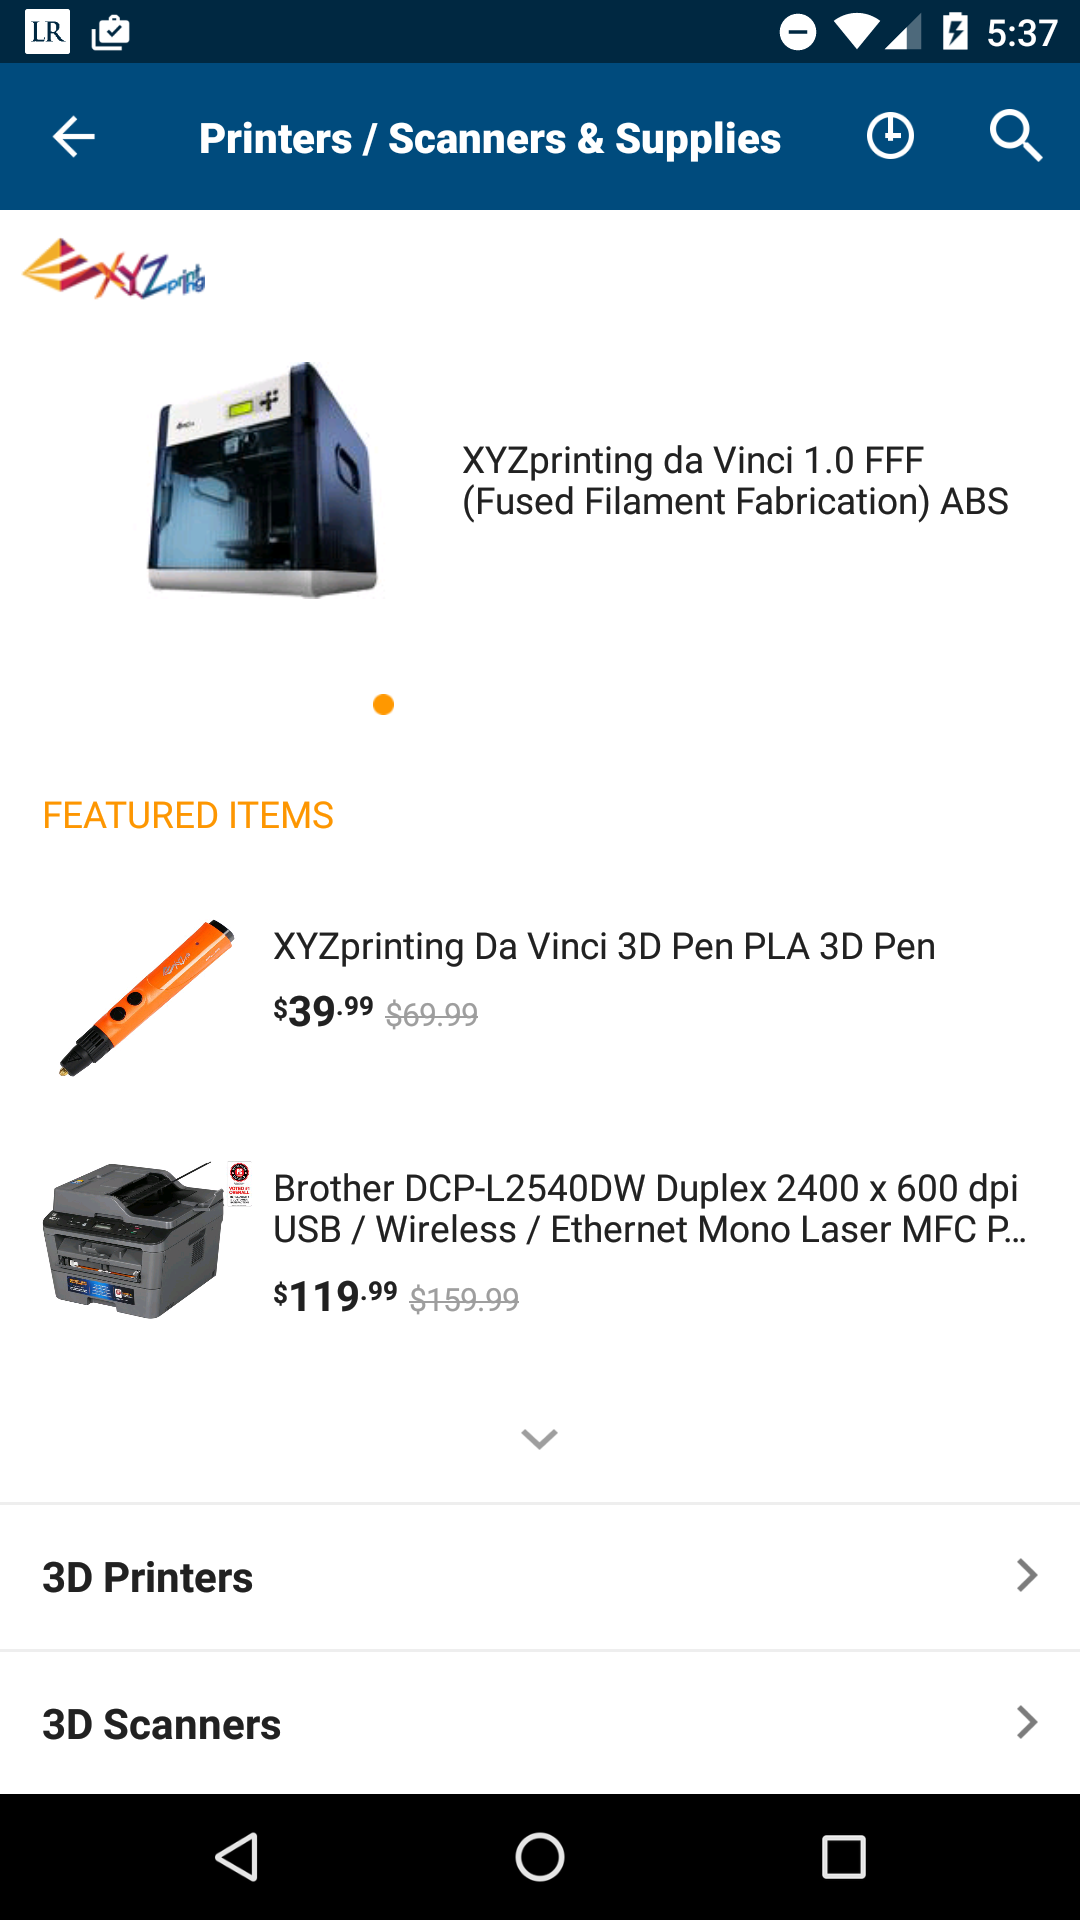 LR
5:37
Printers / Scanners & Supplies
XYZprinting
XYZprinting da Vinci 1.0 FFF
(Fused Filament Fabrication) ABS
FEATURED ITEMS
XYZprinting Da Vinci 3D Pen PLA 3D Pen
$39.99 $69.99
Brother DCP-L2540DW Duplex 2400 x 600 dpi
USB / Wireless / Ethernet Mono Laser MFC P...
$119.99 $159.99
3D Printers
3D Scanners